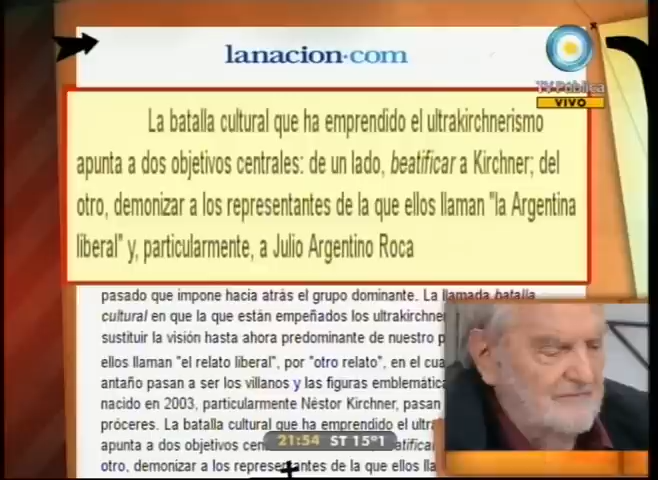 lanacion.com
TV Pública
VIVO
La batalla cultural que ha emprendido el ultrakirchnerismo
apunta a dos objetivos centrales: de un lado, beatificar a Kirchner; del
otro, demonizar a los representantes de la que ellos llaman "la Argentina
liberal" y, particularmente, a Julio Argentino Roca
pasado que impone hacia atrás el grupo dominante. La llamada batalla
cultural en que la que están empeñados los ultrakirchner
sustituir la visión hasta ahora predominante de nuestro p
ellos llaman "el relato liberal", por "otro relato", en el cua
antaño pasan a ser los villanos y las figuras emblemática
nacido en 2003, particularmente Néstor Kirchner, pasan
próceres. La batalla cultural que ha emprendido el ultra
apunta a dos objetivos cen
21:54 ST 15°1
otro, demonizar a los representantes de la que ellos lla